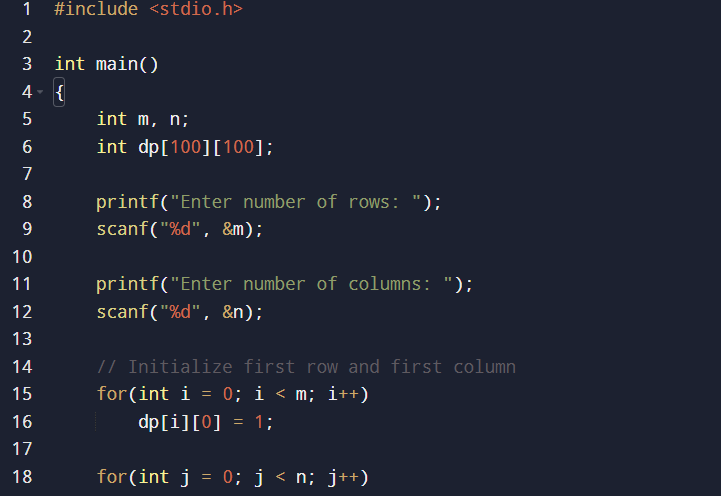 1 #include <stdio.h>
2
3 int main()
4 {
5     int m, n;
6     int dp[100][100];
7
8     printf("Enter number of rows: ");
9     scanf("%d", &m);
10
11     printf("Enter number of columns: ");
12     scanf("%d", &n);
13
14     // Initialize first row and first column
15     for(int i = 0; i < m; i++)
16         dp[i][0] = 1;
17
18     for(int j = 0; j < n; j++)